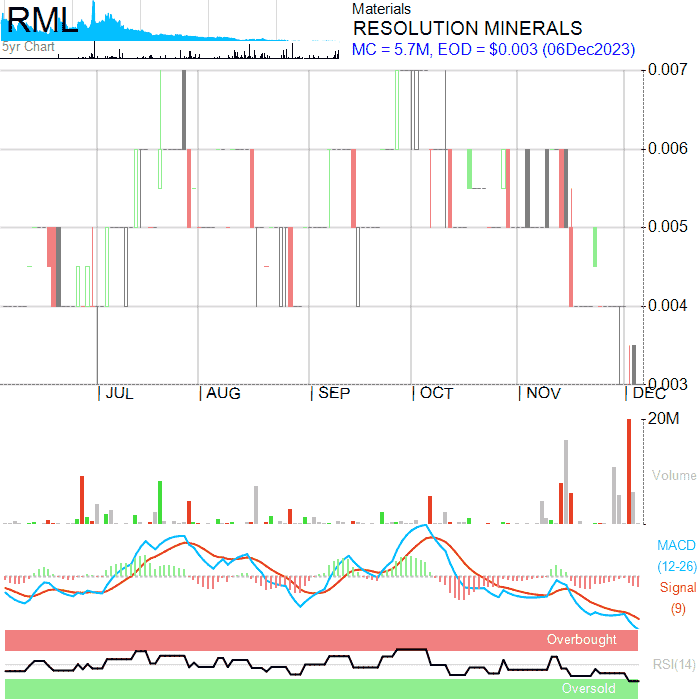 RML
5yr Chart
Materials
RESOLUTION MINERALS
MC = 5.7M, EOD = $0.003 (06Dec2023)
0.007
0.006
0.005
0.004
0.003
JUL AUG SEP OCT NOV DEC
20M
Volume
MACD
(12-26)
Signal
(9)
Overbought
RSI(14)
Oversold